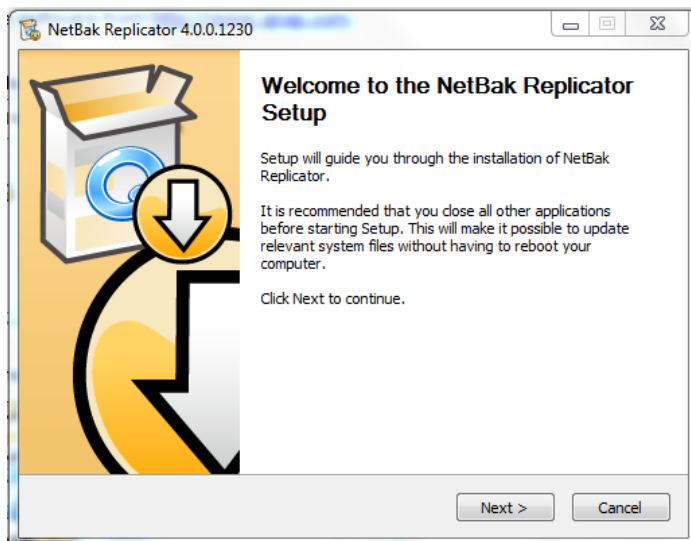 NetBak Replicator 4.0.0.1230
Welcome to the NetBak Replicator
Setup
Setup will guide you through the installation of NetBak
Replicator.
It is recommended that you close all other applications
before starting Setup. This will make it possible to update
relevant system files without having to reboot your
computer.
Click Next to continue.
Next >
Cancel